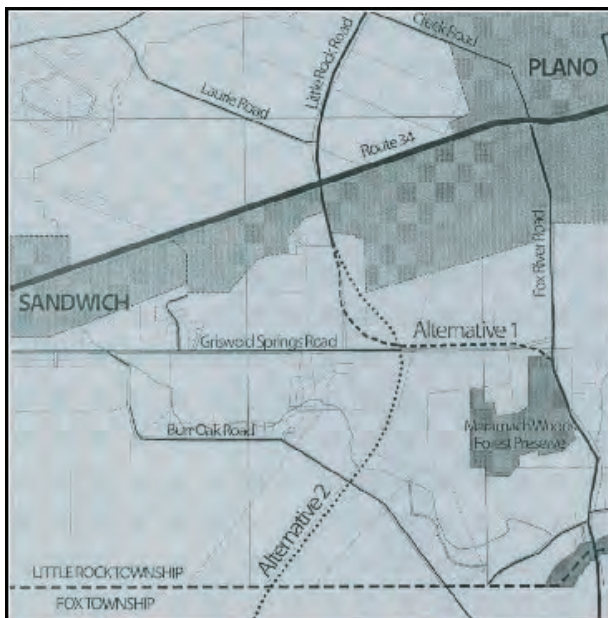 Creek Road
Little Rock Road
PLANO
Laurie Road
Route 34
Fox River Road
SANDWICH
Griswold Springs Road
Alternative 1
Maramech Woods
Forest Preserve
Burr Oak Road
Alternative 2
LITTLE ROCK TOWNSHIP
FOX TOWNSHIP